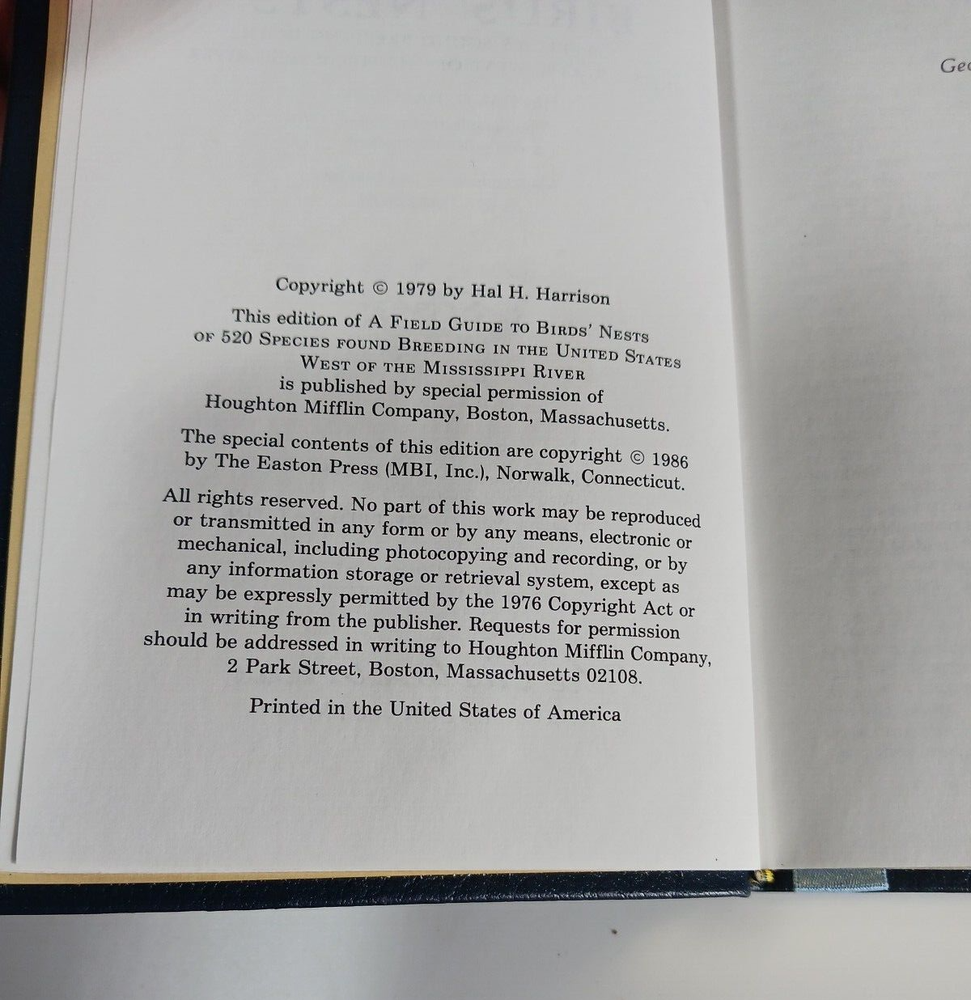 Copyright © 1979 by Hal H. Harrison
This edition of A FIELD GUIDE TO BIRDS' NESTS
OF 520 SPECIES FOUND BREEDING IN THE UNITED STATES
WEST OF THE MISSISSIPPI RIVER
is published by special permission of
Houghton Mifflin Company, Boston, Massachusetts.
The special contents of this edition are copyright © 1986
by The Easton Press (MBI, Inc.), Norwalk, Connecticut.
All rights reserved. No part of this work may be reproduced
or transmitted in any form or by any means, electronic or
mechanical, including photocopying and recording, or by
any information storage or retrieval system, except as
may be expressly permitted by the 1976 Copyright Act or
in writing from the publisher. Requests for permission
should be addressed in writing to Houghton Mifflin Company,
2 Park Street, Boston, Massachusetts 02108.
Printed in the United States of America